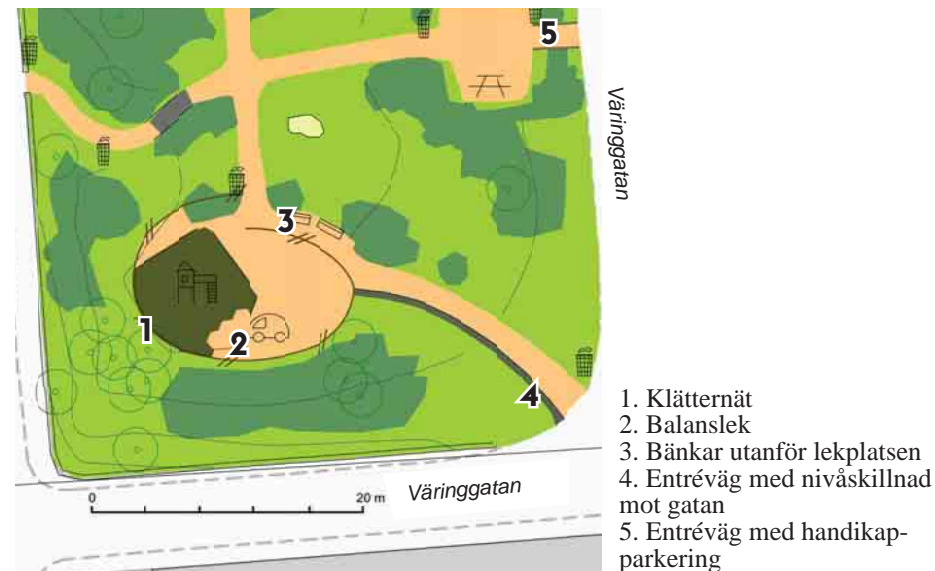 5
Väringgatan
3
1
2
4
0
20 m
Väringgatan
1. Klätternät
2. Balanslek
3. Bänkar utanför lekplatsen
4. Entréväg med nivåskillnad
mot gatan
5. Entréväg med handikap-
parkering